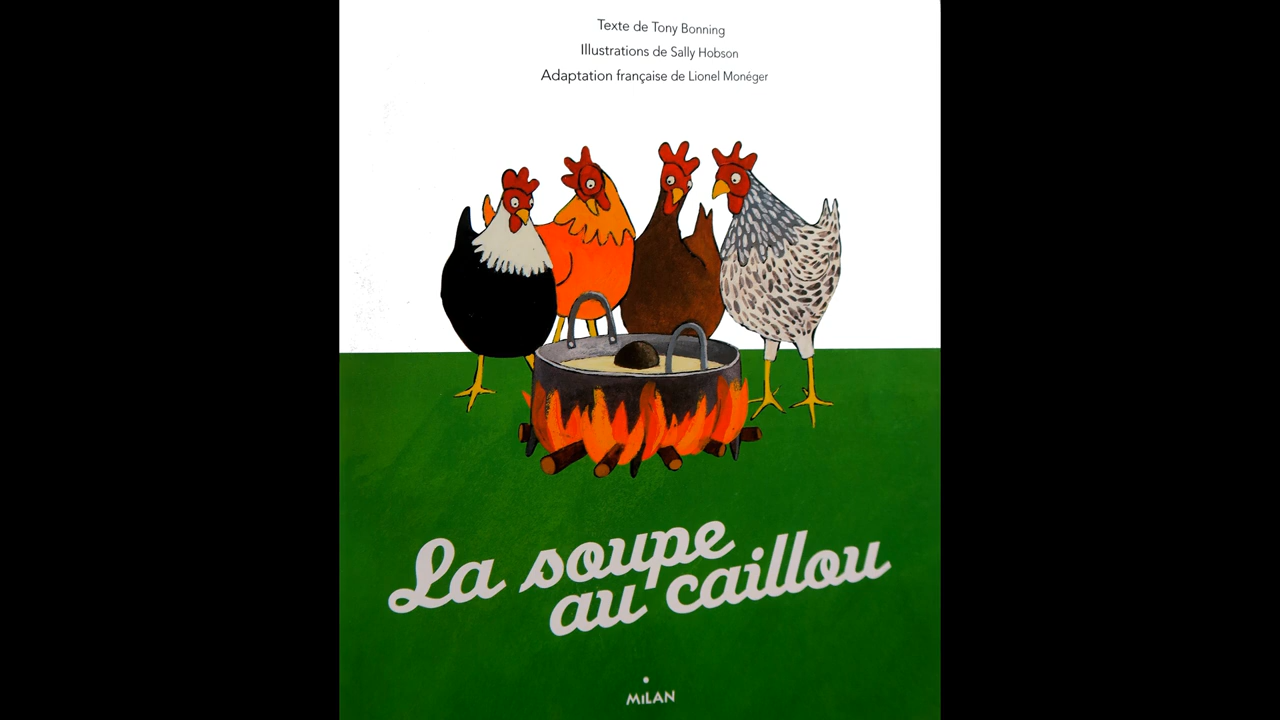 Texte de Tony Bonning
Illustrations de Sally Hobson
Adaptation française de Lionel Monéger
La soupe
au caillou
MiLAN